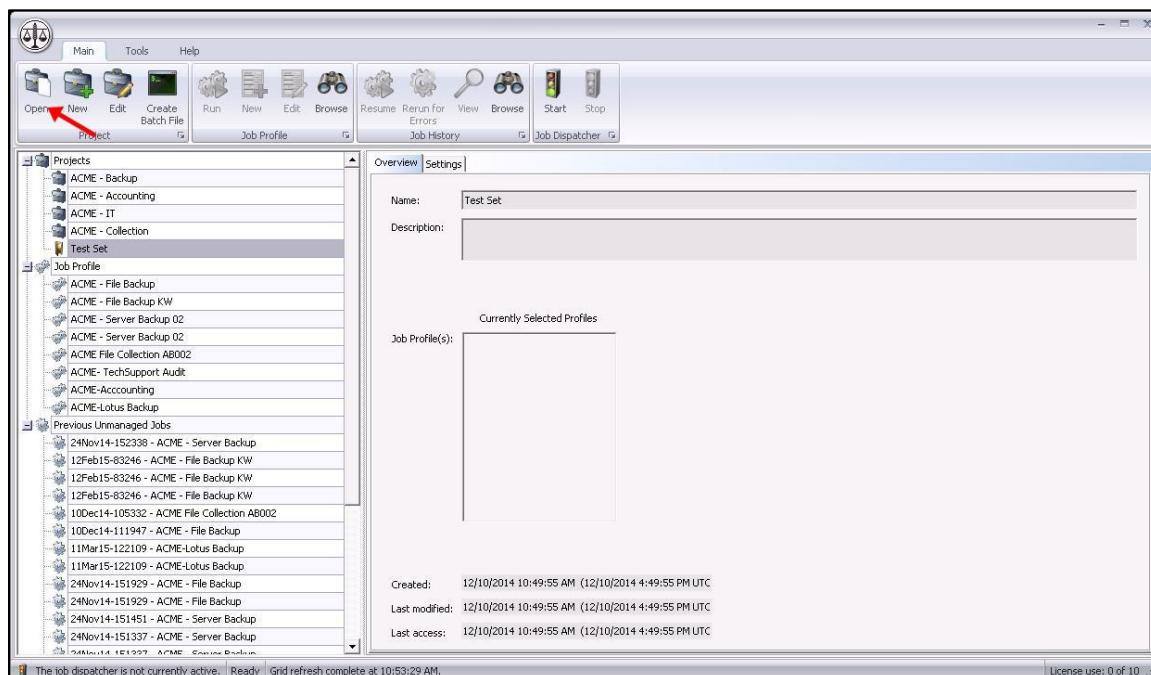 Main Tools Help
Open New Edit Create Batch File Run New Edit Browse Resume Rerun for Errors View Browse Start Stop
Project Job Profile Job History Job Dispatcher
Projects
ACME - Backup
ACME - Accounting
ACME - IT
ACME - Collection
Test Set
Job Profile
ACME - File Backup
ACME - File Backup KW
ACME - Server Backup 02
ACME - Server Backup 02
ACME File Collection AB002
ACME- TechSupport Audit
ACME-Acccounting
ACME-Lotus Backup
Previous Unmanaged Jobs
24Nov14-152338 - ACME - Server Backup
12Feb15-83246 - ACME - File Backup KW
12Feb15-83246 - ACME - File Backup KW
12Feb15-83246 - ACME - File Backup KW
10Dec14-105332 - ACME File Collection AB002
10Dec14-111947 - ACME - File Backup
11Mar15-122109 - ACME-Lotus Backup
11Mar15-122109 - ACME-Lotus Backup
24Nov14-151929 - ACME - File Backup
24Nov14-151929 - ACME - File Backup
24Nov14-151451 - ACME - Server Backup
24Nov14-151337 - ACME - Server Backup
24Nov14-151337 - ACME - Server Backup
Overview Settings
Name: Test Set
Description:
Currently Selected Profiles
Job Profile(s):
Created: 12/10/2014 10:49:55 AM (12/10/2014 4:49:55 PM UTC
Last modified: 12/10/2014 10:49:55 AM (12/10/2014 4:49:55 PM UTC
Last access: 12/10/2014 10:49:55 AM (12/10/2014 4:49:55 PM UTC
The job dispatcher is not currently active. Ready Grid refresh complete at 10:53:29 AM. License use: 0 of 10